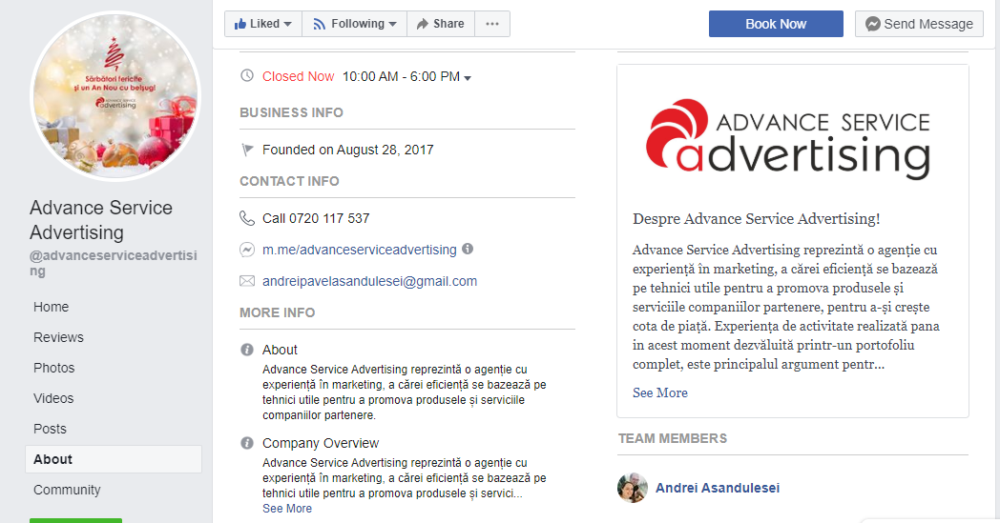 Sărbători fericite
și un An Nou cu belșug!
ADVANCE SERVICE
advertising
Advance Service
Advertising
@advanceserviceadvertisi
ng
Home
Reviews
Photos
Videos
Posts
About
Community
Liked
Following
Share
Book Now
Send Message
Closed Now 10:00 AM - 6:00 PM
BUSINESS INFO
Founded on August 28, 2017
CONTACT INFO
Call 0720 117 537
m.me/advanceserviceadvertising
andreipavelasandulesei@gmail.com
MORE INFO
About
Advance Service Advertising reprezintă o agenție cu
experiență în marketing, a cărei eficiență se bazează pe
tehnici utile pentru a promova produsele și serviciile
companiilor partenere.
Company Overview
Advance Service Advertising reprezintă o agenție cu
experiență în marketing, a cărei eficiență se bazează pe
tehnici utile pentru a promova produsele și servici...
See More
ADVANCE SERVICE
advertising
Despre Advance Service Advertising!
Advance Service Advertising reprezintă o agenție cu
experiență în marketing, a cărei eficiență se bazează
pe tehnici utile pentru a promova produsele și
serviciile companiilor partenere, pentru a-și crește
cota de piață. Experiența de activitate realizată pana
in acest moment dezvăluită printr-un portofoliu
complet, este principalul argument pentr...
See More
TEAM MEMBERS
Andrei Asandulesei